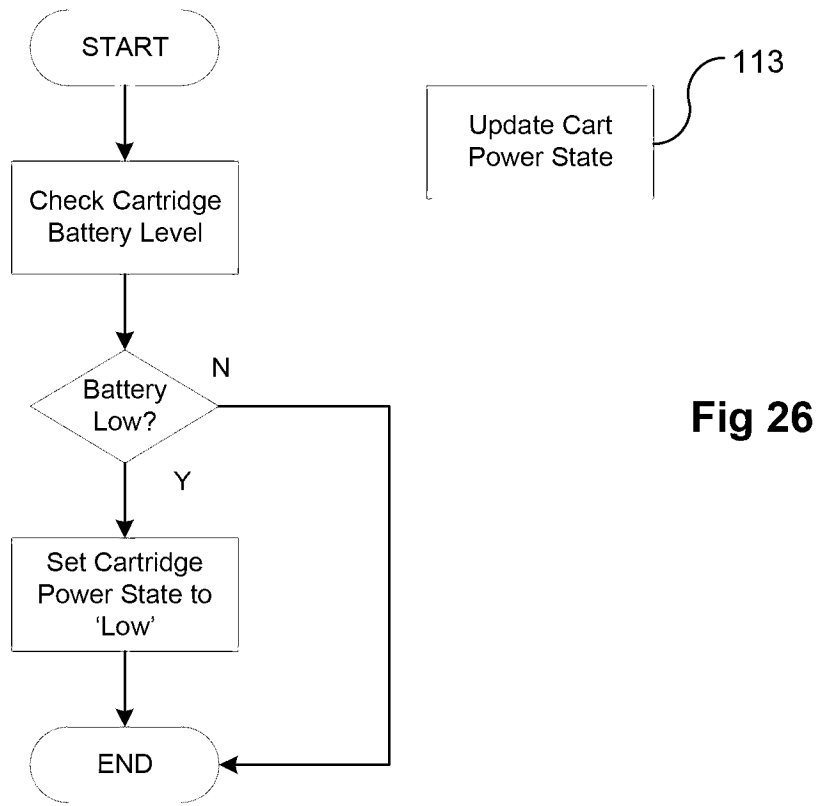 START
113
Update Cart
Power State
Check Cartridge
Battery Level
N
Battery
Low?
Fig 26
Y
Set Cartridge
Power State to
‘Low’
END